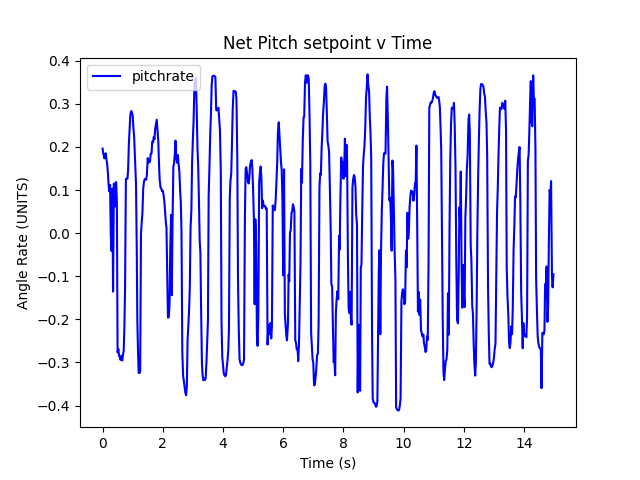 Net Pitch setpoint v Time
pitchrate
Angle Rate (UNITS)
0.4
0.3
0.2
0.1
0.0
−0.1
−0.2
−0.3
−0.4
0 2 4 6 8 10 12 14
Time (s)